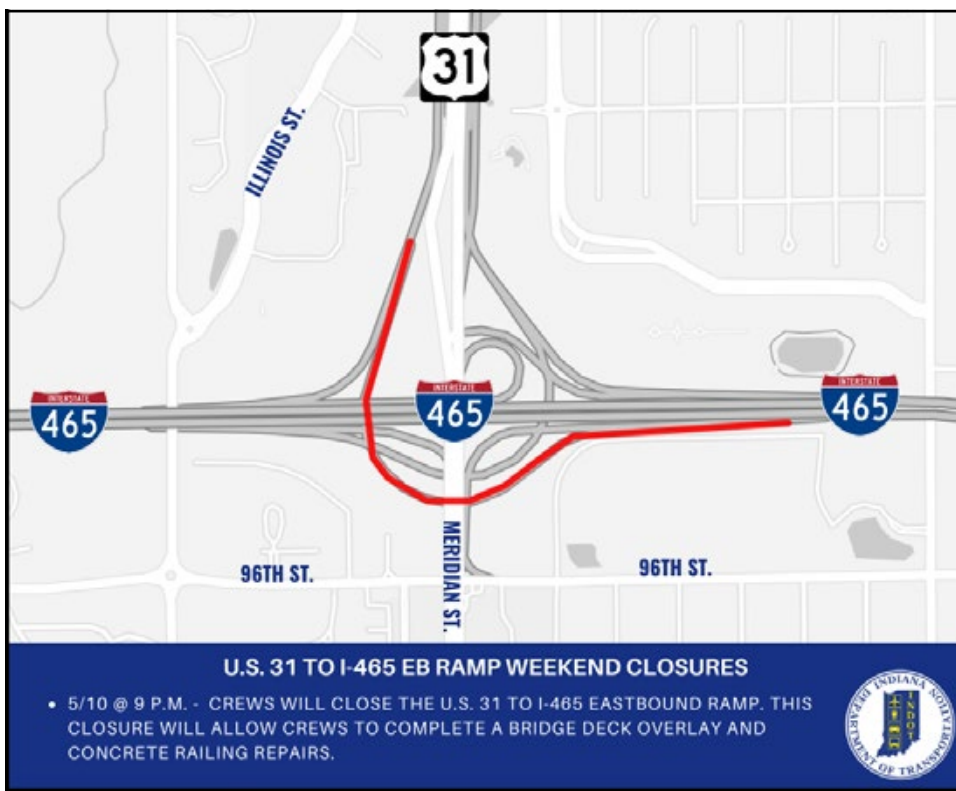 31
ILLINOIS ST.
INTERSTATE
465
INTERSTATE
465
INTERSTATE
465
MERIDIAN ST.
96TH ST.
96TH ST.
U.S. 31 TO I-465 EB RAMP WEEKEND CLOSURES
• 5/10 @ 9 P.M. - CREWS WILL CLOSE THE U.S. 31 TO I-465 EASTBOUND RAMP. THIS
CLOSURE WILL ALLOW CREWS TO COMPLETE A BRIDGE DECK OVERLAY AND
CONCRETE RAILING REPAIRS.
INDIANA
DEPARTMENT OF TRANSPORTATION
INDOT